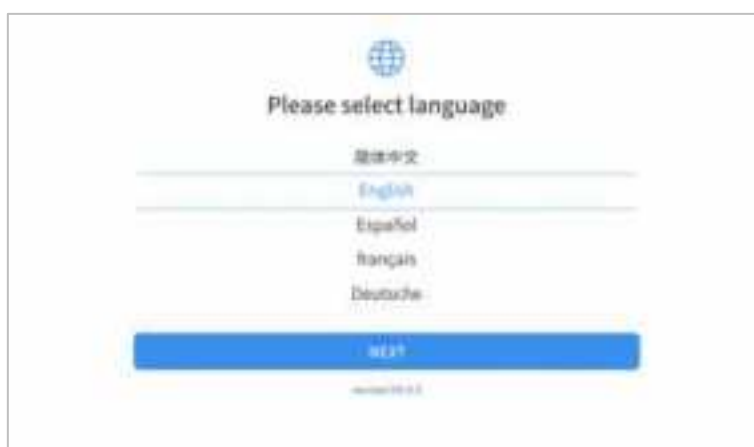 Please select language
简体中文
English
Español
français
Deutsche
NEXT